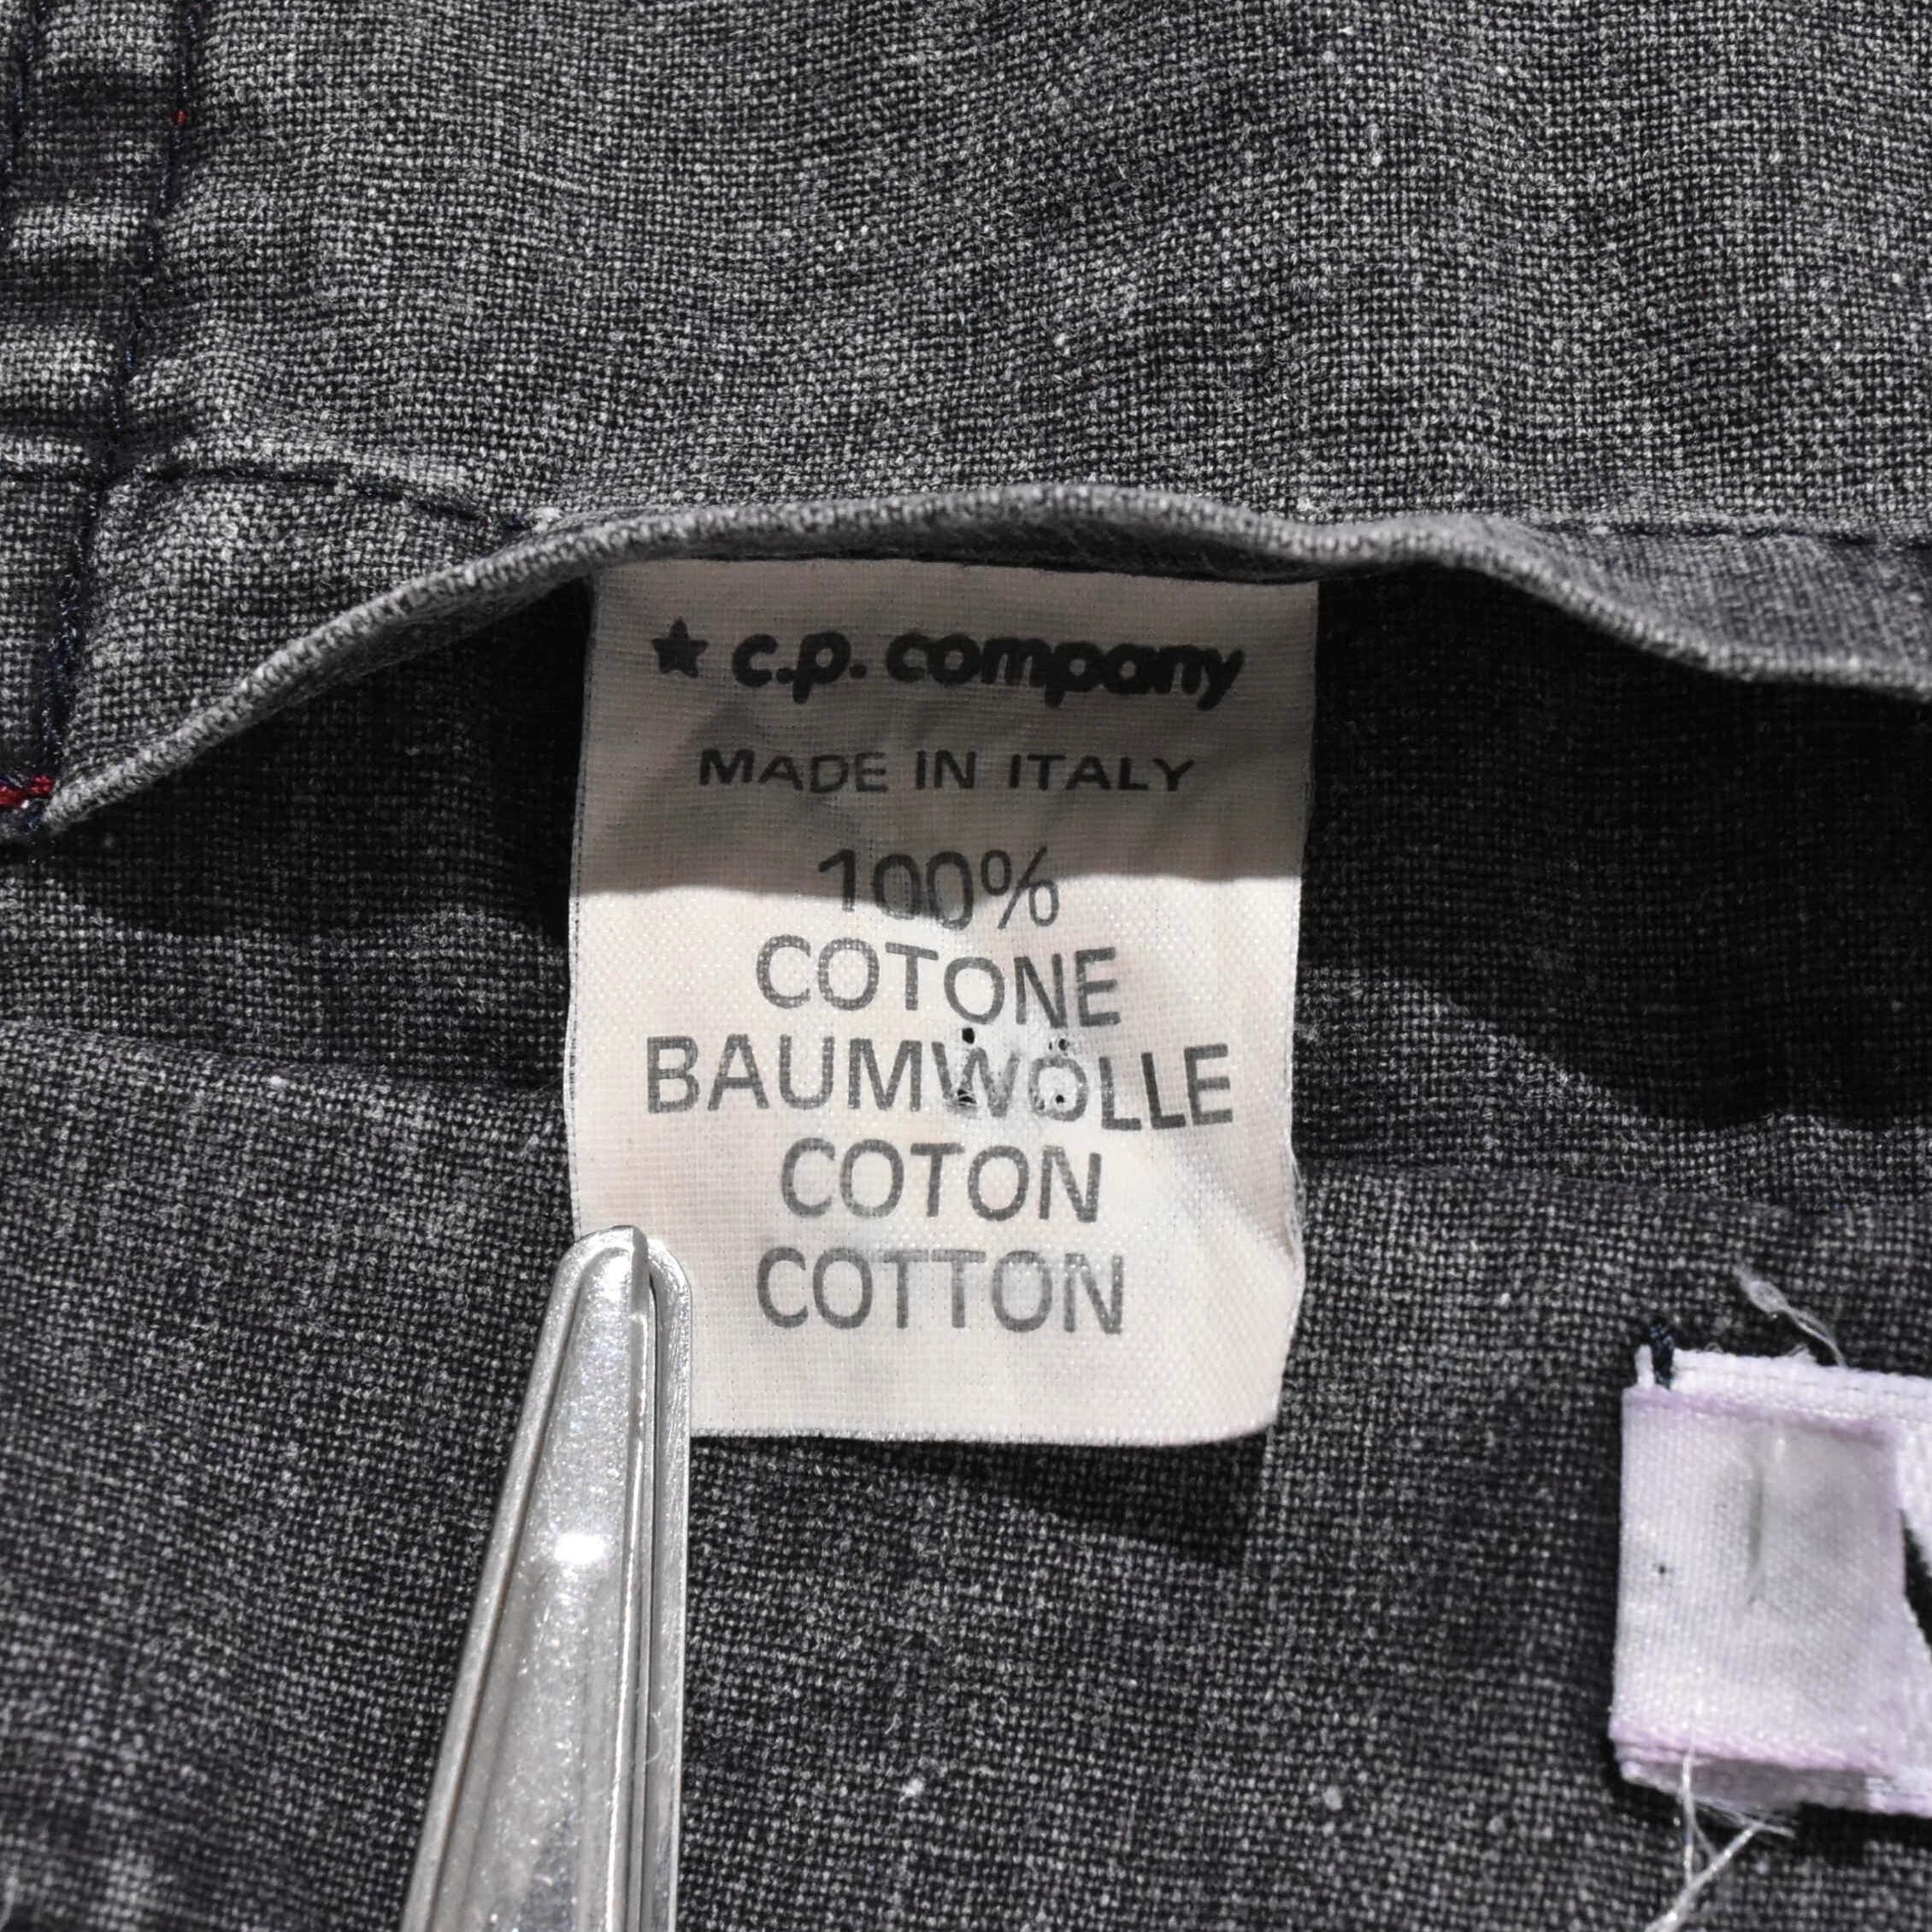 ★ c.p. company
MADE IN ITALY
100%
COTONE
BAUMWOLLE
COTON
COTTON